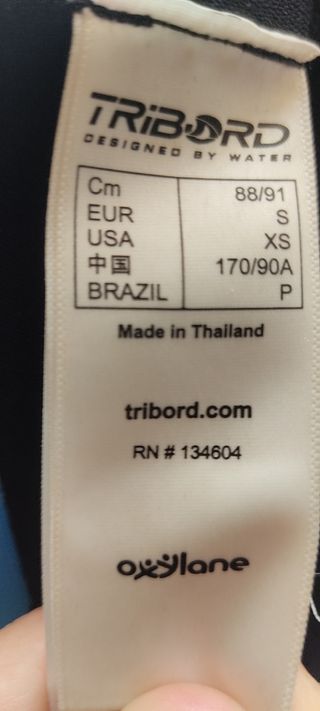 TRIBORD
DESIGNED BY WATER
Cm 88/91
EUR S
USA XS
中国 170/90A
BRAZIL P
Made in Thailand
tribord.com
RN # 134604
oxylane